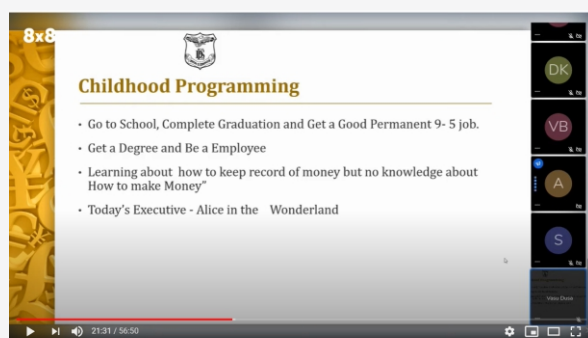 8x8
Childhood Programming
• Go to School, Complete Graduation and Get a Good Permanent 9- 5 job.
• Get a Degree and Be a Employee
• Learning about how to keep record of money but no knowledge about
How to make Money"
• Today's Executive - Alice in the Wonderland
DK
VB
A
S
21:31 / 56:50